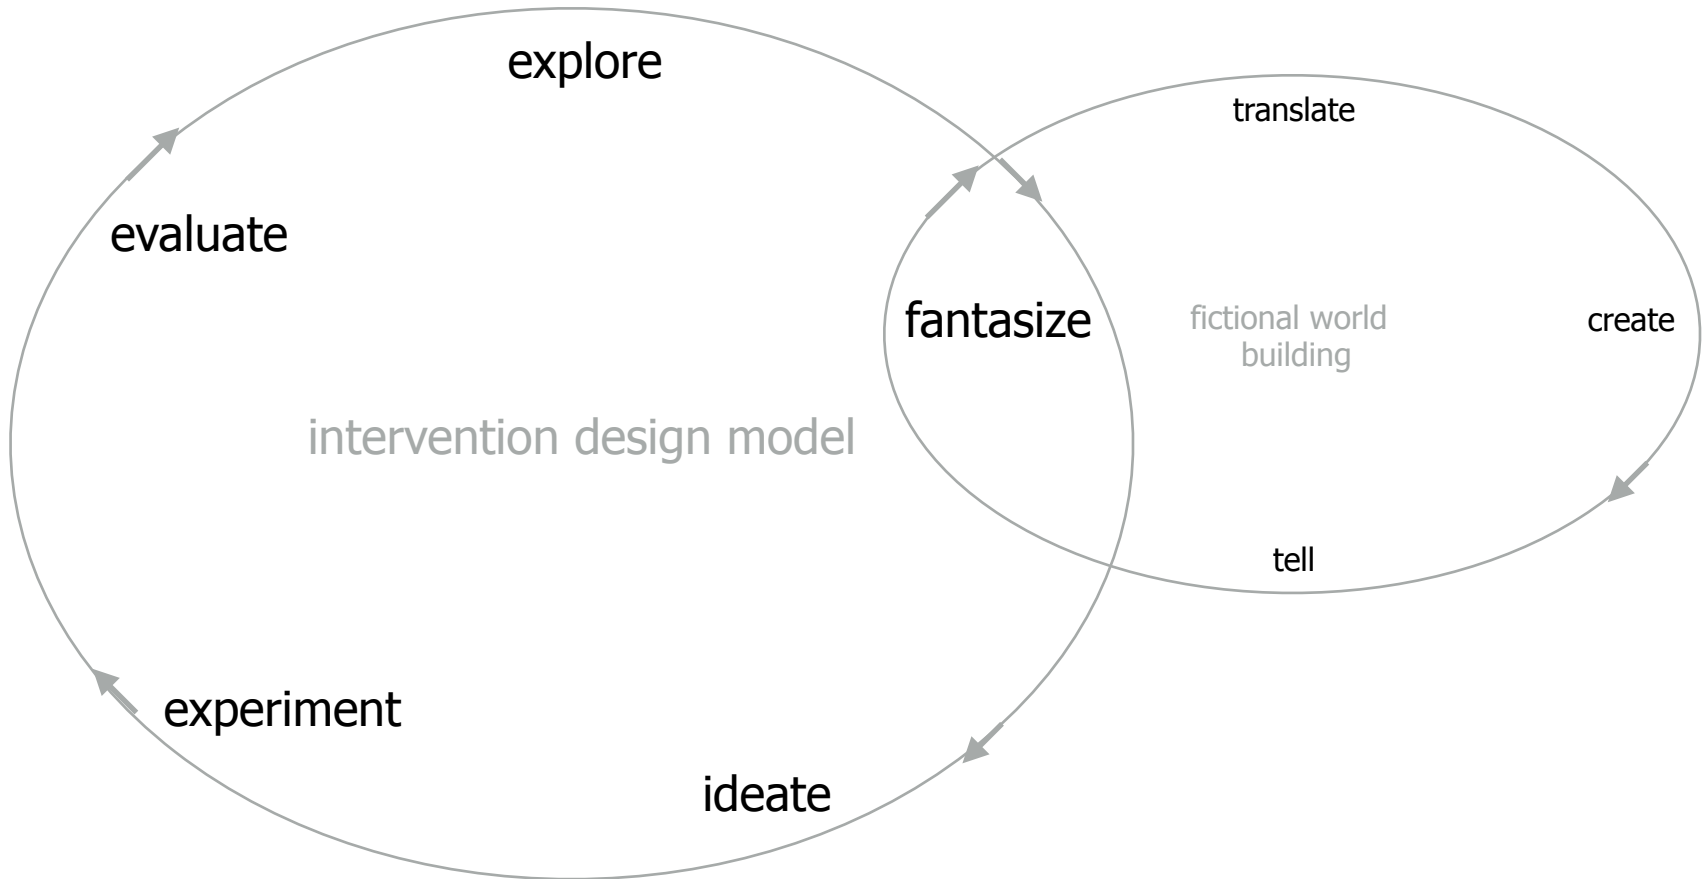 explore
translate
evaluate
fantasize
fictional world
building
create
intervention design model
tell
experiment
ideate